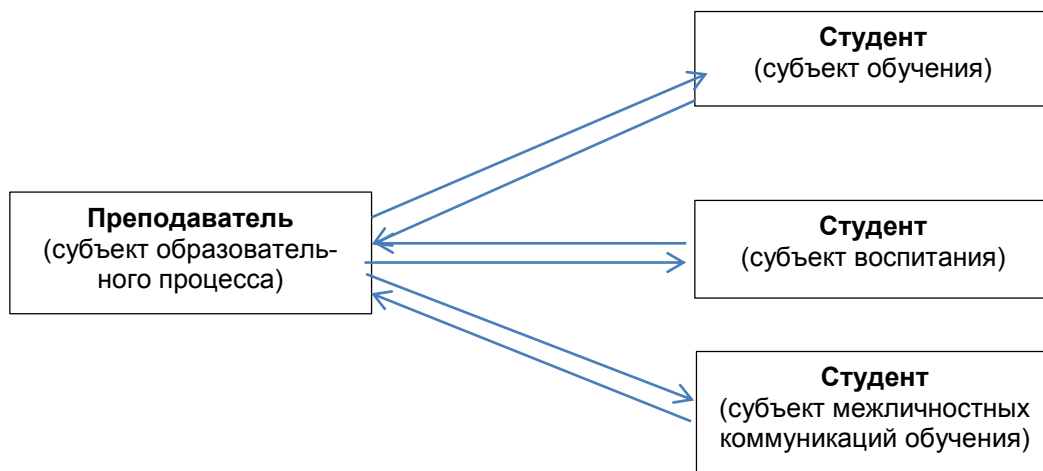 Студент
(субъект обучения)
Преподаватель
(субъект образователь-
ного процесса)
Студент
(субъект воспитания)
Студент
(субъект межличностных
коммуникаций обучения)